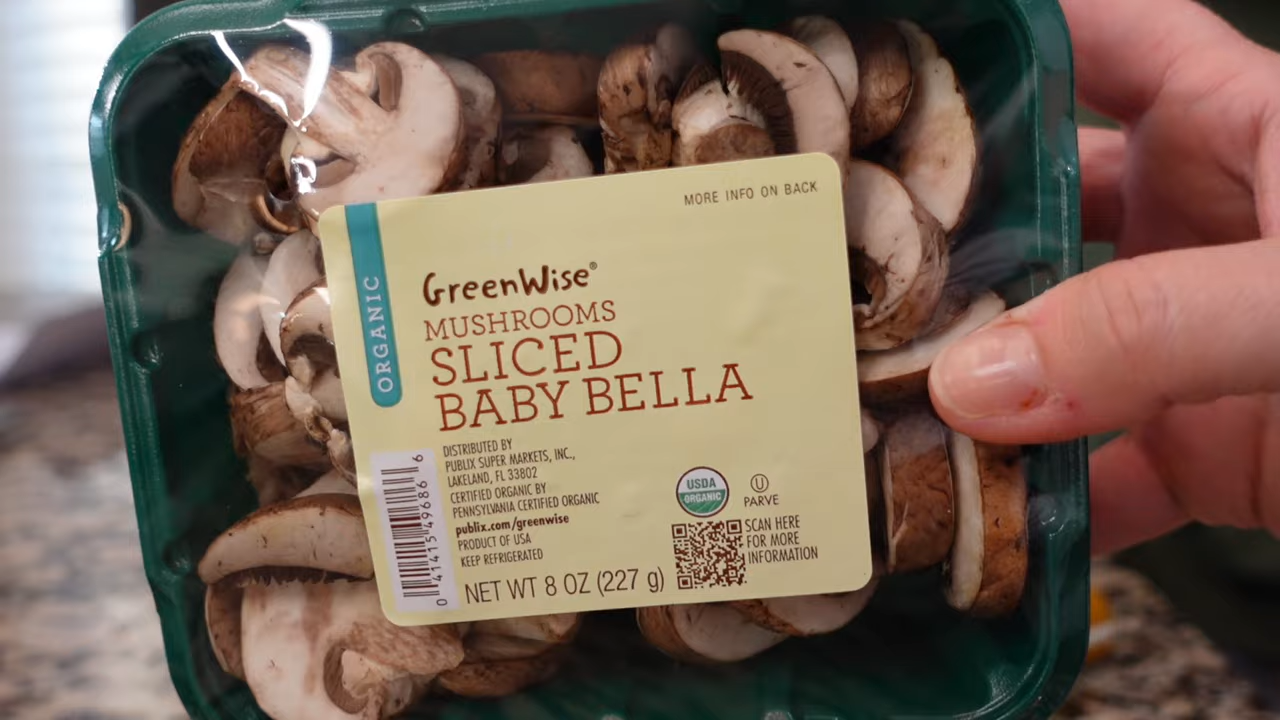 MORE INFO ON BACK
ORGANIC
GreenWise®
MUSHROOMS
SLICED
BABY BELLA
DISTRIBUTED BY
PUBLIX SUPER MARKETS, INC.,
LAKELAND, FL 33802
CERTIFIED ORGANIC BY
PENNSYLVANIA CERTIFIED ORGANIC
publix.com/greenwise
PRODUCT OF USA
KEEP REFRIGERATED
USDA
ORGANIC
U
PARVE
SCAN HERE
FOR MORE
INFORMATION
0 41415 49686 6
NET WT 8 OZ (227 g)